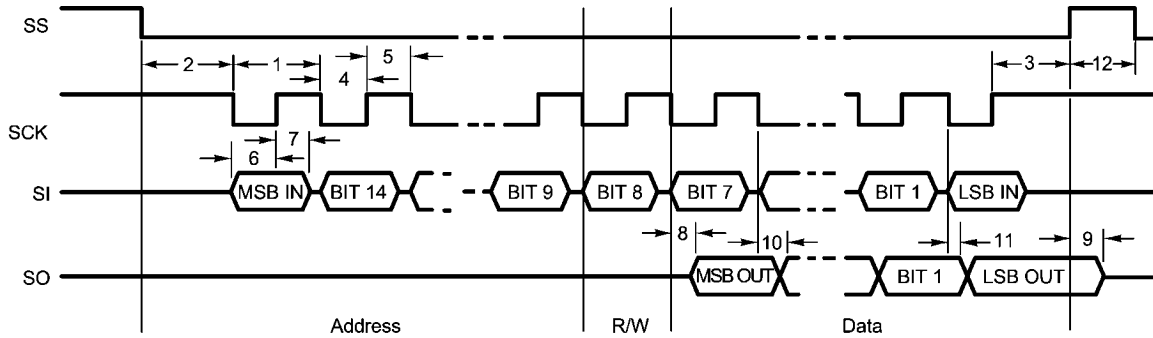 SS
5
2
1
4
3
12
SCK
7
6
SI
MSB IN
BIT 14
BIT 9
BIT 8
BIT 7
BIT 1
LSB IN
8
10
11
9
SO
MSB OUT
BIT 1
LSB OUT
Address
R/W
Data